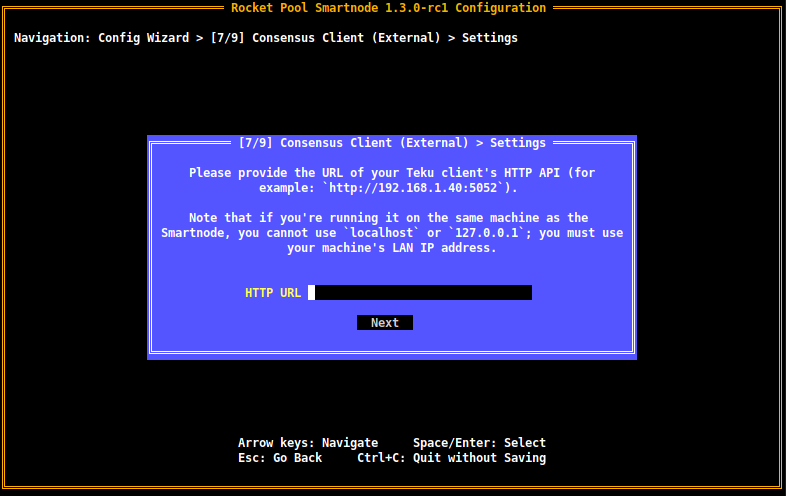 Rocket Pool Smartnode 1.3.0-rc1 Configuration
Navigation: Config Wizard > [7/9] Consensus Client (External) > Settings
[7/9] Consensus Client (External) > Settings
Please provide the URL of your Teku client's HTTP API (for
example: `http://192.168.1.40:5052`).
Note that if you're running it on the same machine as the
Smartnode, you cannot use `localhost` or `127.0.0.1`; you must use
your machine's LAN IP address.
HTTP URL
Next
Arrow keys: Navigate     Space/Enter: Select
Esc: Go Back     Ctrl+C: Quit without Saving